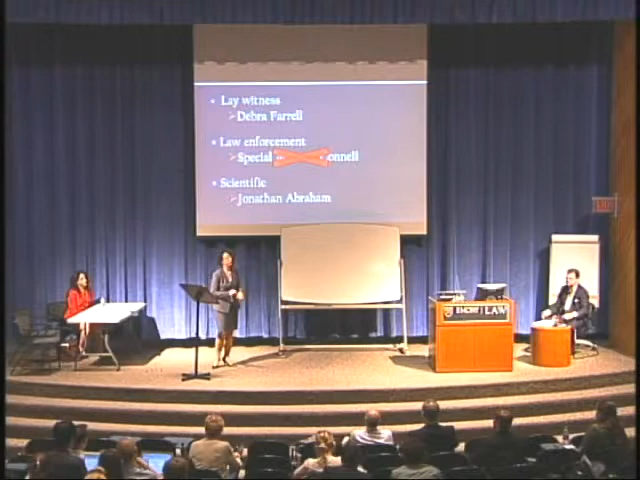 • Lay witness
➢Debra Farrell
• Law enforcement
➢Special onnell
• Scientific
➢Jonathan Abraham
EMORY | LAW